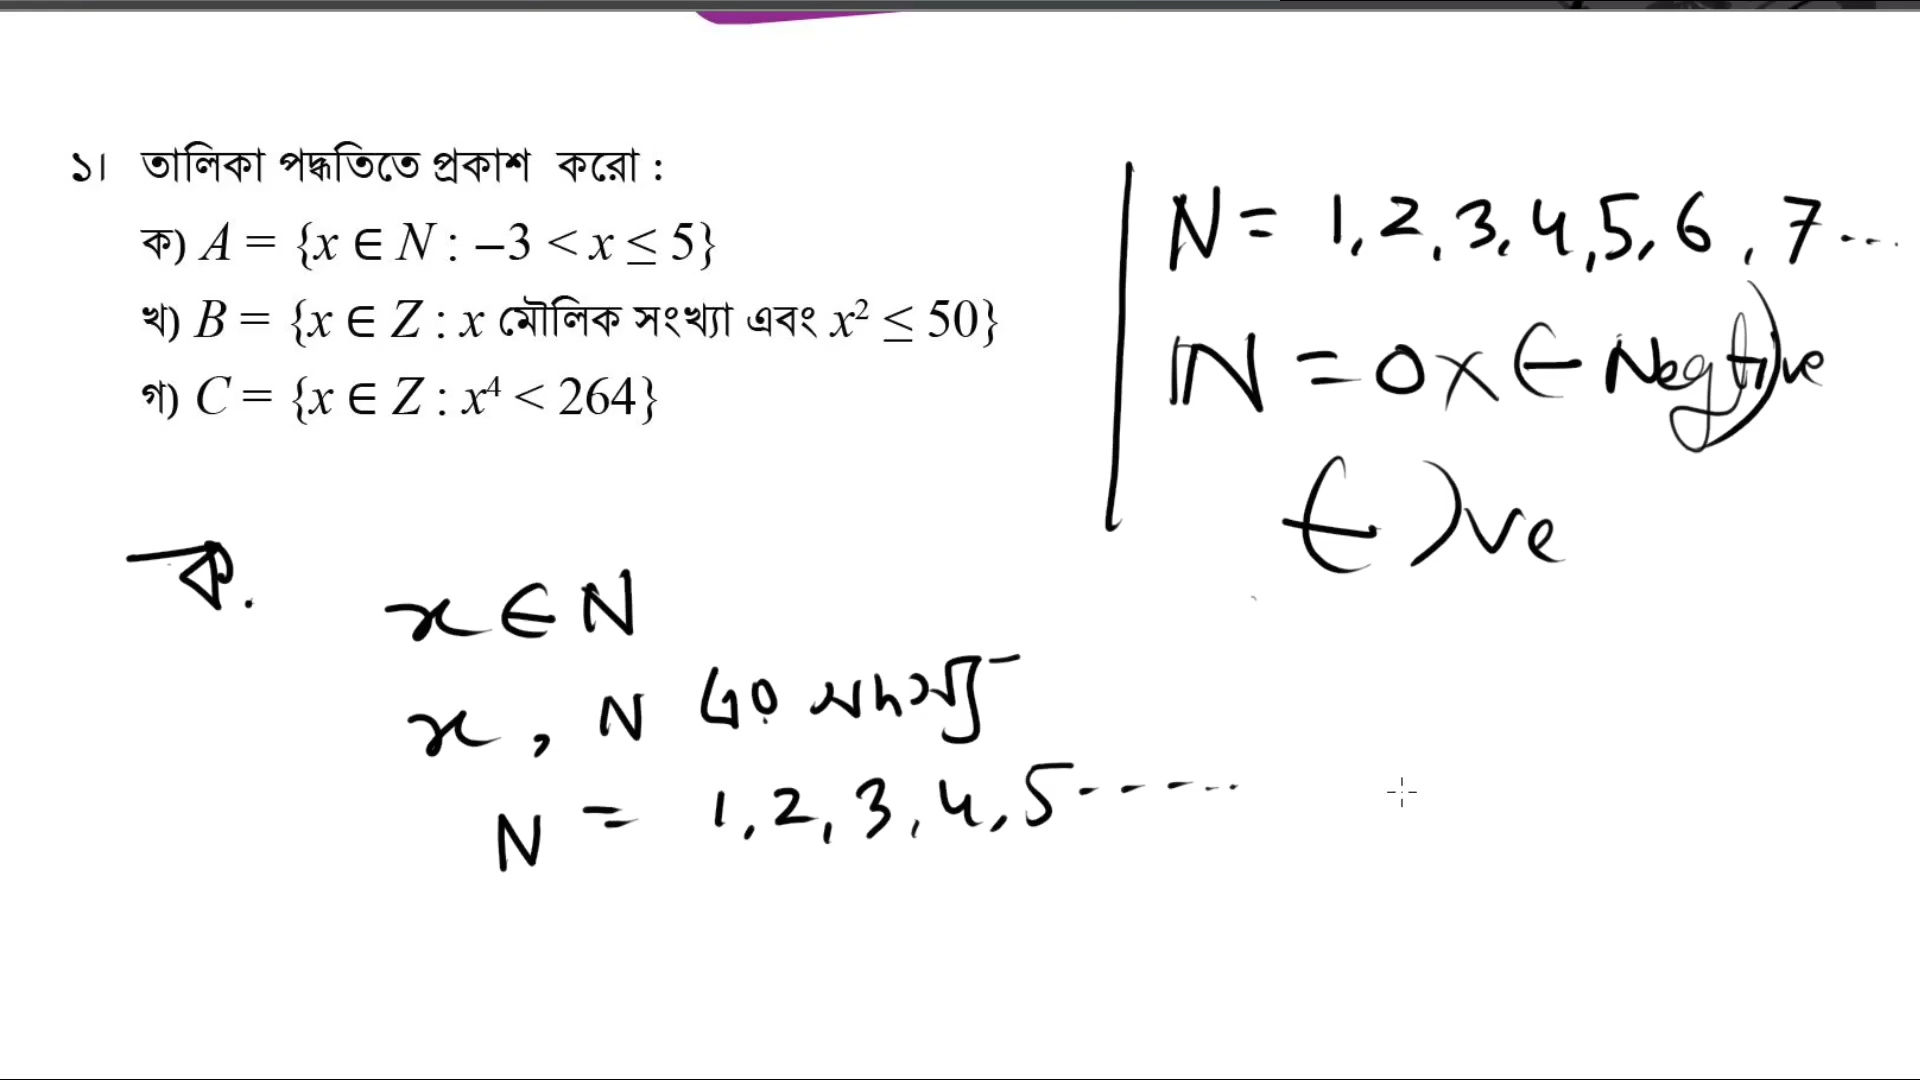 ১। তালিকা পদ্ধতিতে প্রকাশ করো :
ক) A = {x ∈ N : –3 < x ≤ 5}
খ) B = {x ∈ Z : x মৌলিক সংখ্যা এবং x² ≤ 50}
গ) C = {x ∈ Z : x⁴ < 264}
N = 1, 2, 3, 4, 5, 6, 7 ...
N = 0 x (-) Negtive
(-) ve
ক.
x ∈ N
x, N এর
N = 1, 2, 3, 4, 5 ......